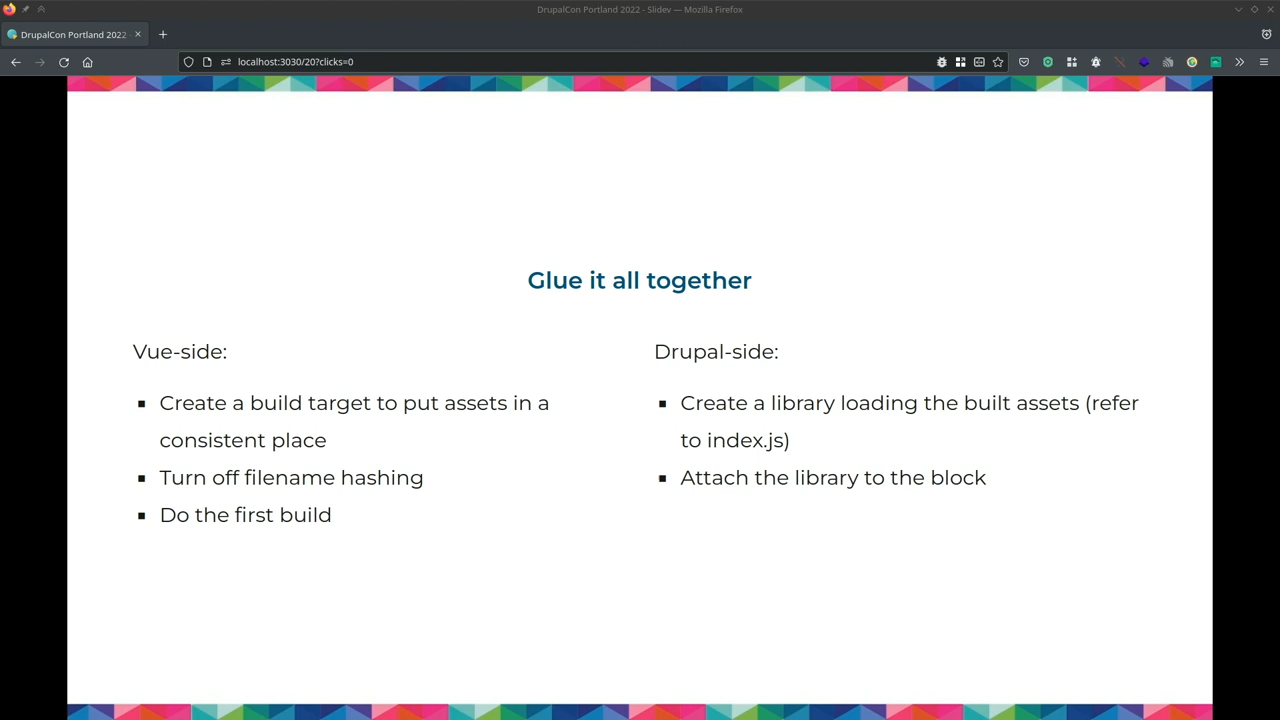 DrupalCon Portland 2022 - Slidev — Mozilla Firefox
DrupalCon Portland 2022
localhost:3030/20?clicks=0
Glue it all together
Vue-side:
▪ Create a build target to put assets in a
consistent place
▪ Turn off filename hashing
▪ Do the first build
Drupal-side:
▪ Create a library loading the built assets (refer
to index.js)
▪ Attach the library to the block